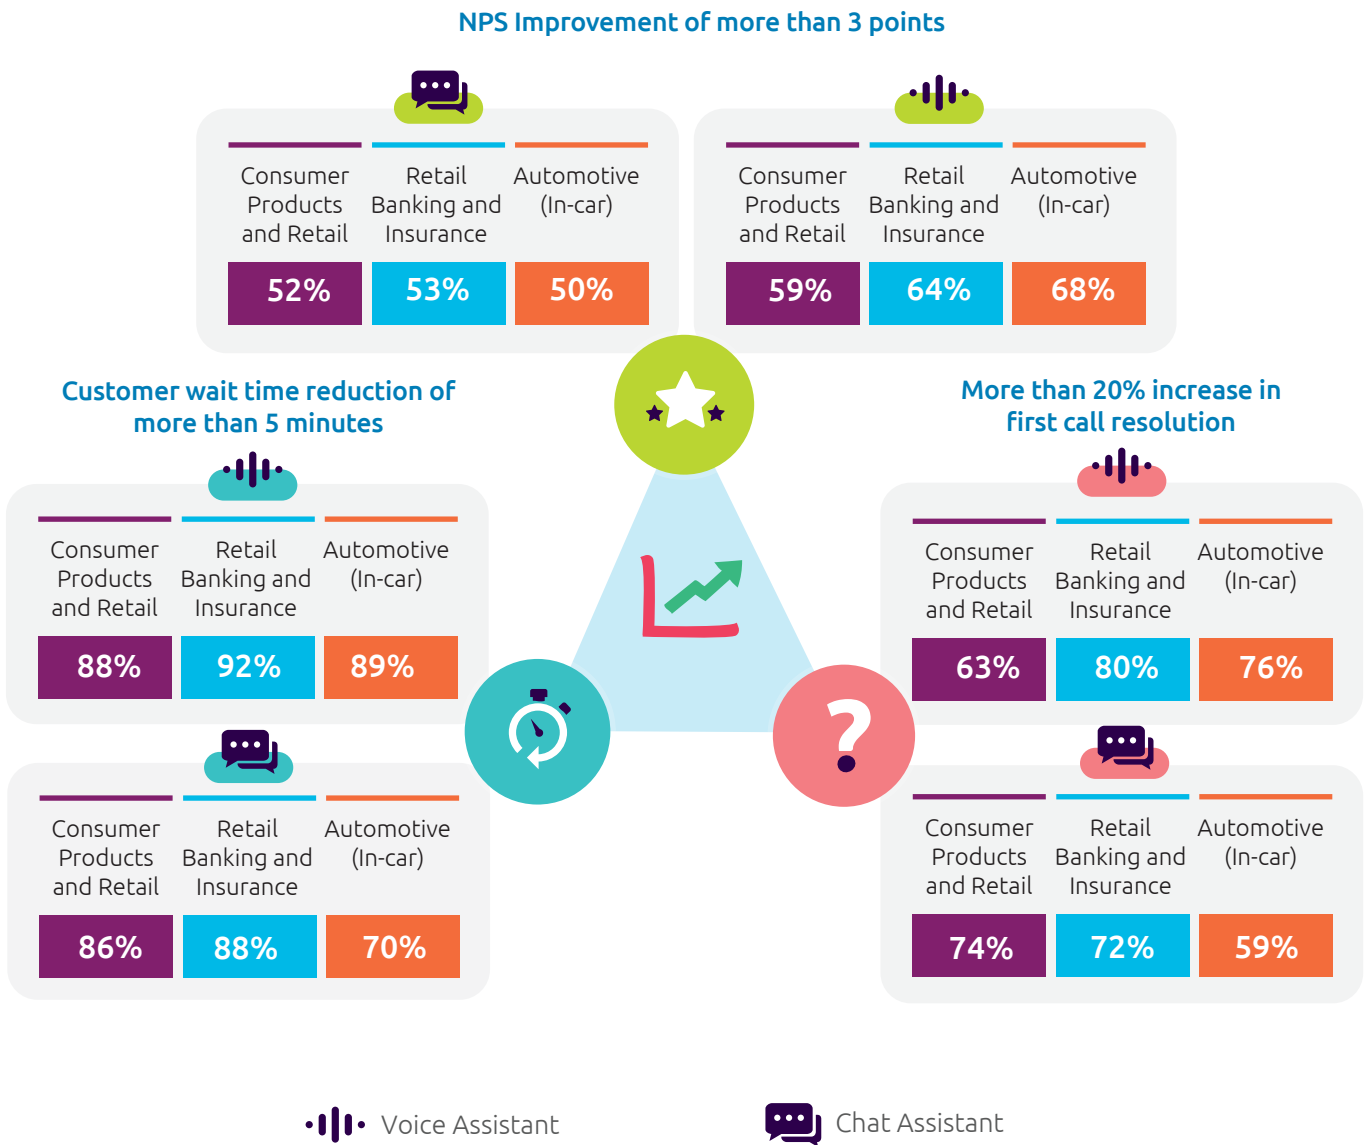 NPS Improvement of more than 3 points
Consumer
Products
and Retail
Retail
Banking and
Insurance
Automotive
(In-car)
52%
53%
50%
Consumer
Products
and Retail
Retail
Banking and
Insurance
Automotive
(In-car)
59%
64%
68%
Customer wait time reduction of
more than 5 minutes
Consumer
Products
and Retail
Retail
Banking and
Insurance
Automotive
(In-car)
88%
92%
89%
Consumer
Products
and Retail
Retail
Banking and
Insurance
Automotive
(In-car)
86%
88%
70%
More than 20% increase in
first call resolution
Consumer
Products
and Retail
Retail
Banking and
Insurance
Automotive
(In-car)
63%
80%
76%
Consumer
Products
and Retail
Retail
Banking and
Insurance
Automotive
(In-car)
74%
72%
59%
?
Voice Assistant
Chat Assistant